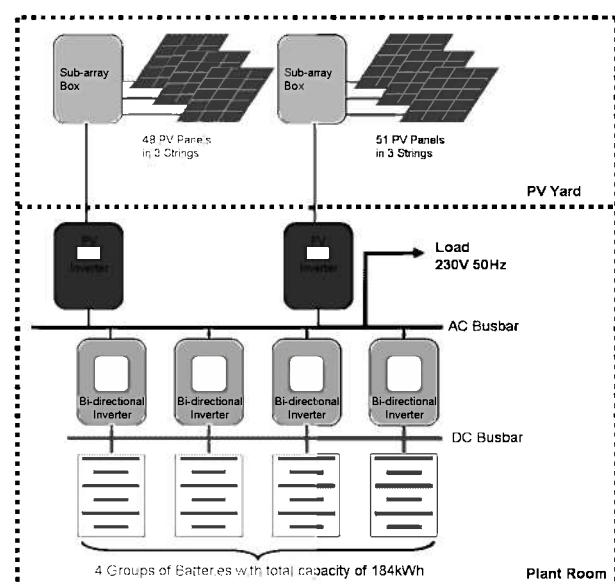 Sub-array
Box
Sub-array
Box
48 PV Panels
in 3 Strings
51 PV Panels
in 3 Strings
PV Yard
PV
Inverter
PV
Inverter
Load
230V 50Hz
AC Busbar
Bi-directional
Inverter
Bi-directional
Inverter
Bi-directional
Inverter
Bi-directional
Inverter
DC Busbar
4 Groups of Batteries with total capacity of 184kWh
Plant Room